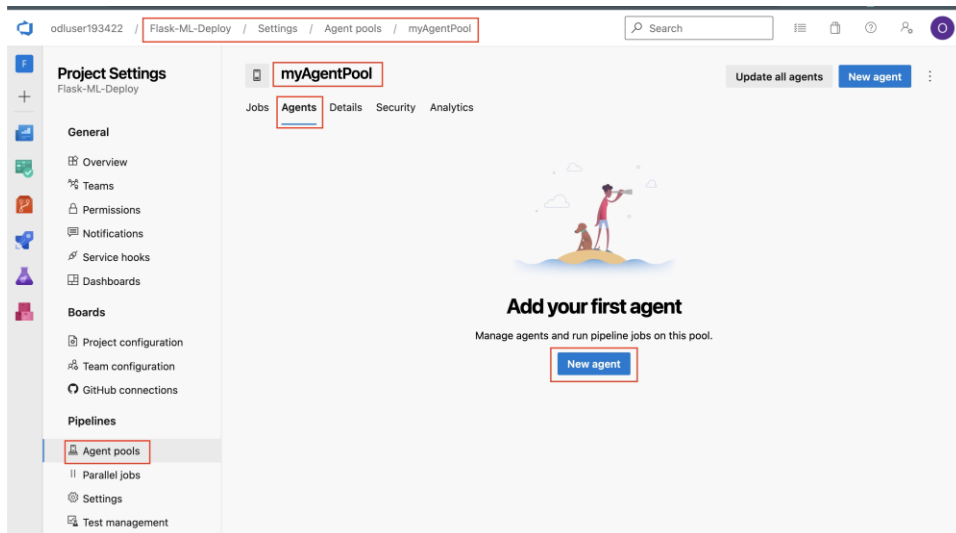 odluser193422 / Flask-ML-Deploy / Settings / Agent pools / myAgentPool
Search
O
F
Project Settings
Flask-ML-Deploy
General
Overview
Teams
Permissions
Notifications
Service hooks
Dashboards
Boards
Project configuration
Team configuration
GitHub connections
Pipelines
Agent pools
Parallel jobs
Settings
Test management
myAgentPool
Update all agents
New agent
Jobs Agents Details Security Analytics
Add your first agent
Manage agents and run pipeline jobs on this pool.
New agent